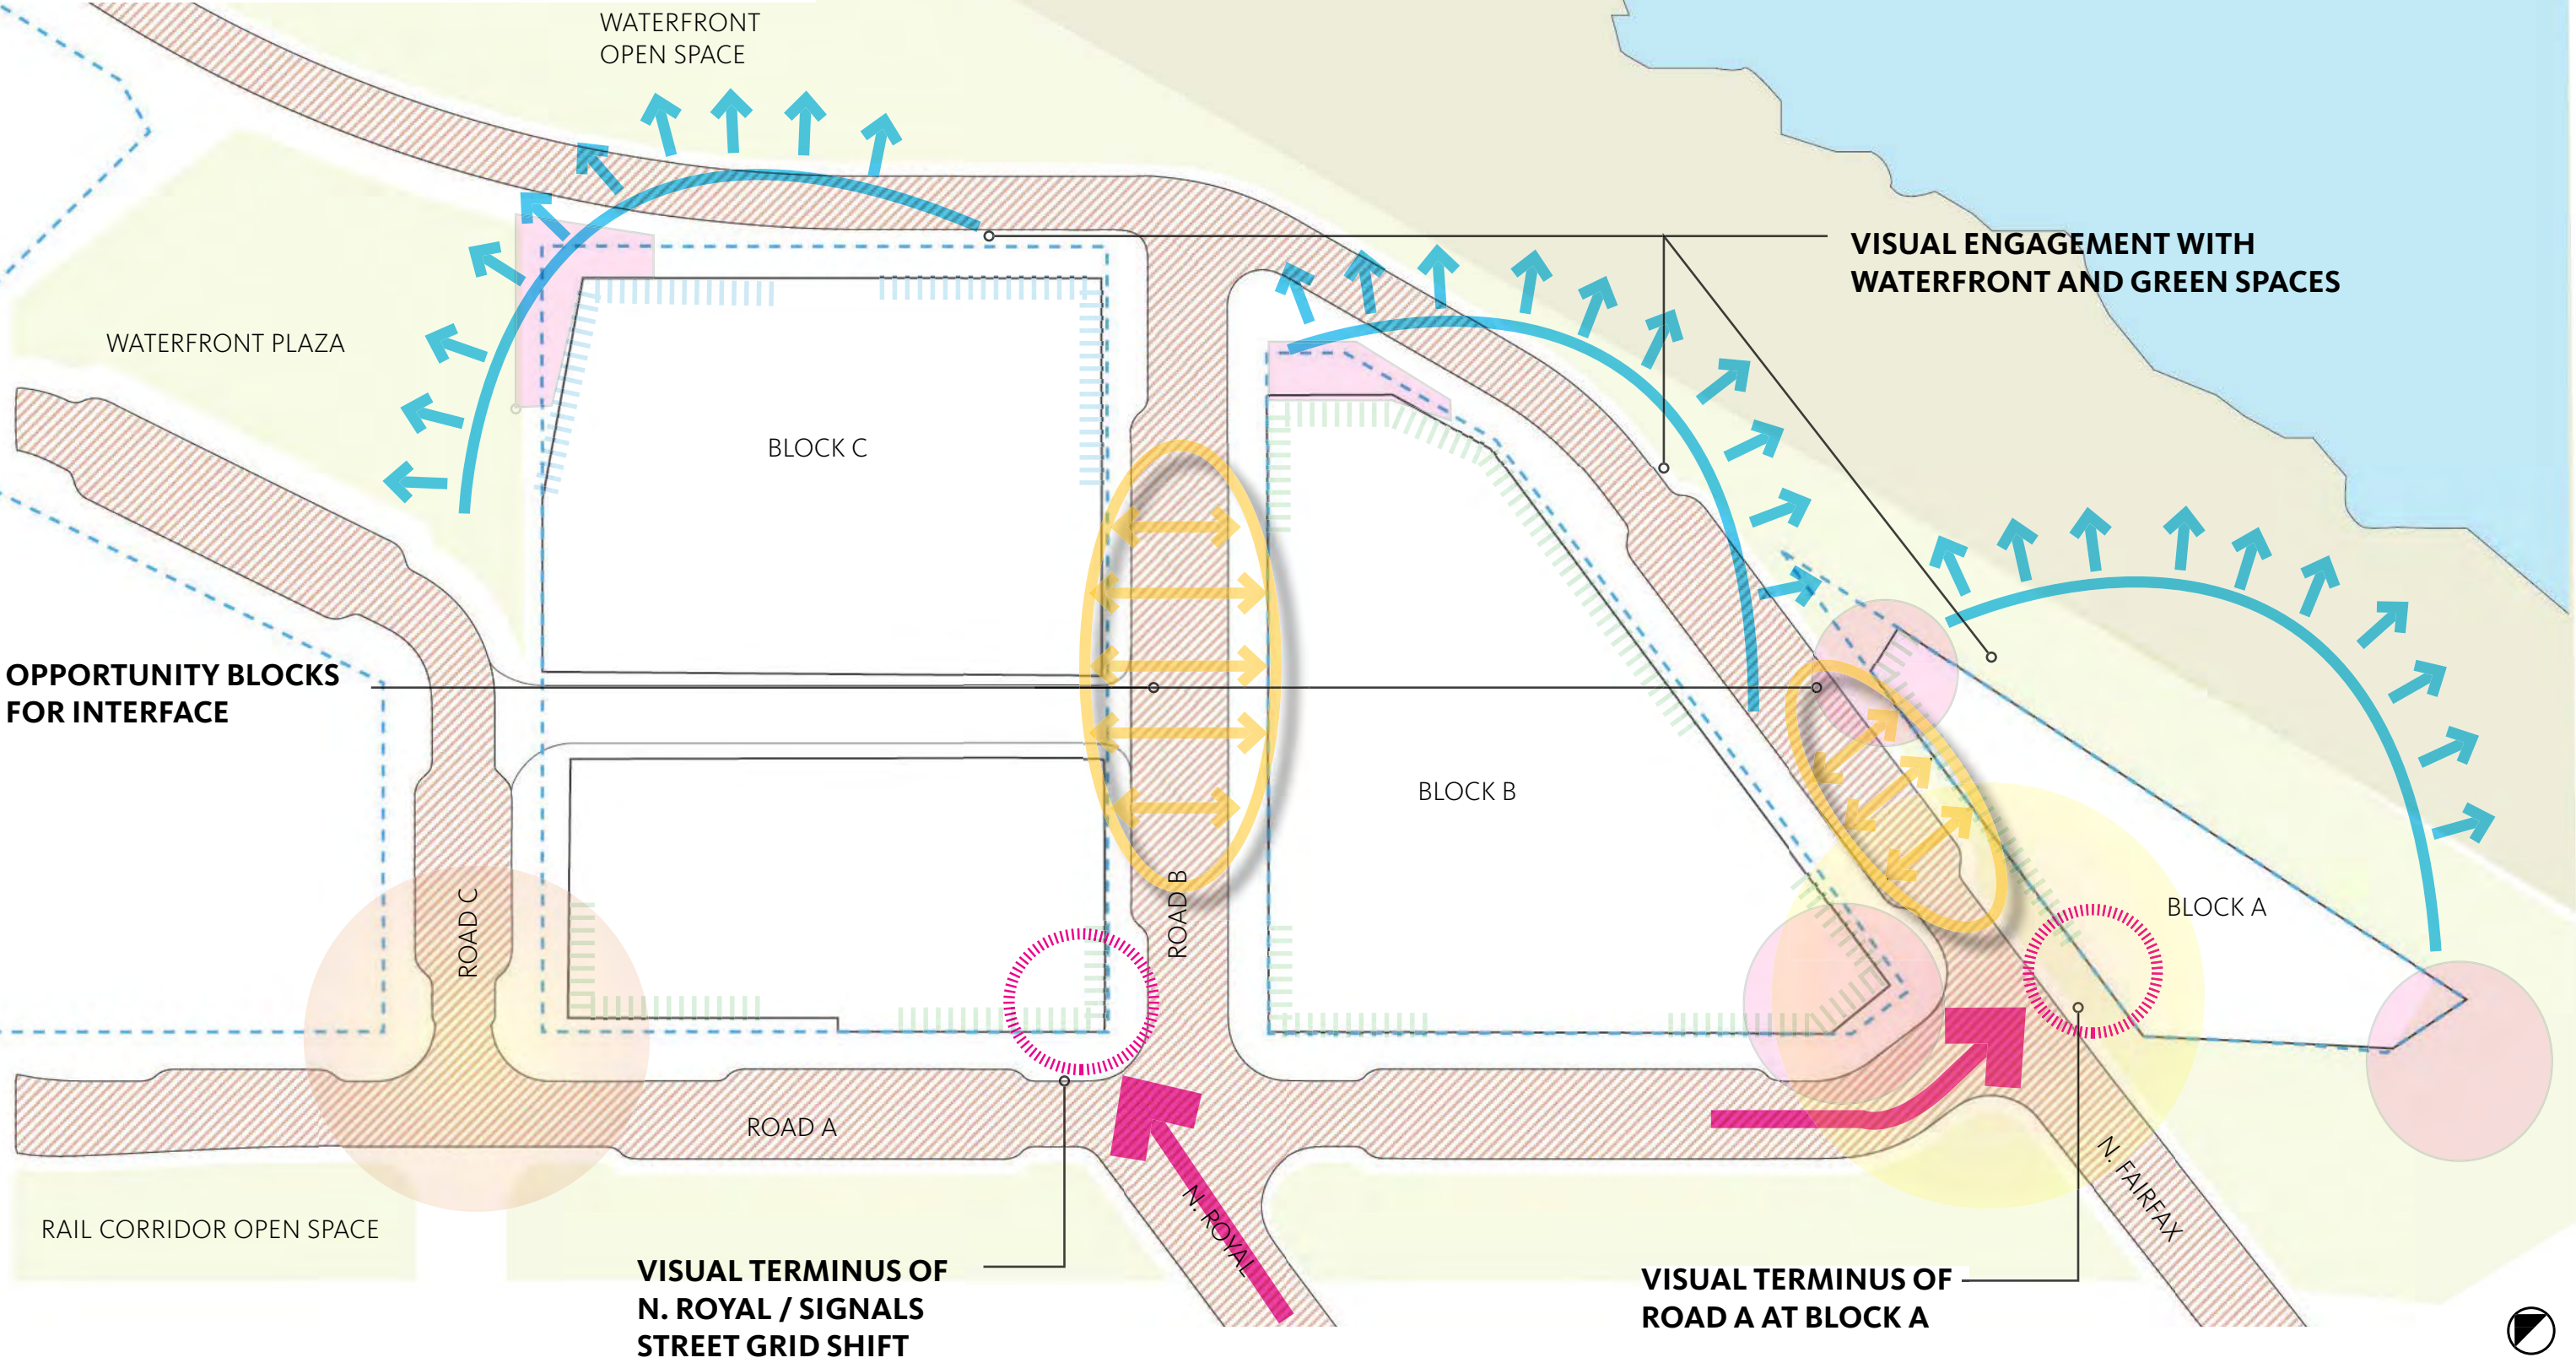 WATERFRONT
OPEN SPACE
VISUAL ENGAGEMENT WITH
WATERFRONT AND GREEN SPACES
WATERFRONT PLAZA
BLOCK C
OPPORTUNITY BLOCKS
FOR INTERFACE
BLOCK B
BLOCK A
ROAD C
ROAD B
ROAD A
N. ROYAL
N. FAIRFAX
RAIL CORRIDOR OPEN SPACE
VISUAL TERMINUS OF
N. ROYAL / SIGNALS
STREET GRID SHIFT
VISUAL TERMINUS OF
ROAD A AT BLOCK A